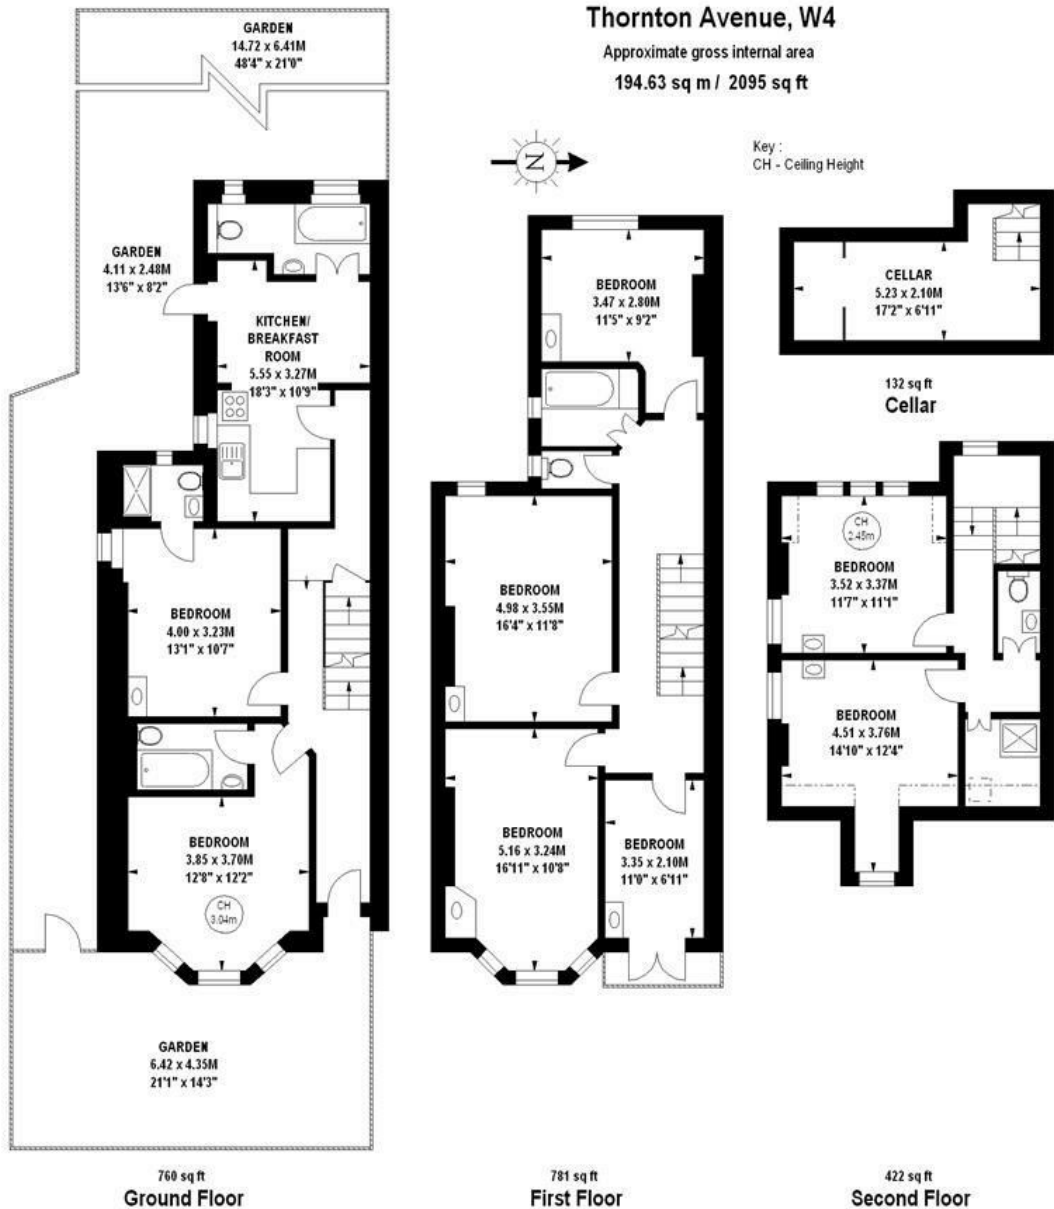 Thornton Avenue, W4
Approximate gross internal area
194.63 sq m / 2095 sq ft
N
Key :
CH - Ceiling Height
GARDEN
14.72 x 6.41M
48'4" x 21'0"
GARDEN
4.11 x 2.48M
13'6" x 8'2"
KITCHEN/
BREAKFAST
ROOM
5.55 x 3.27M
18'3" x 10'9"
BEDROOM
4.00 x 3.23M
13'1" x 10'7"
BEDROOM
3.85 x 3.70M
12'8" x 12'2"
CH
3.04m
GARDEN
6.42 x 4.35M
21'1" x 14'3"
760 sq ft
Ground Floor
BEDROOM
3.47 x 2.80M
11'5" x 9'2"
BEDROOM
4.98 x 3.55M
16'4" x 11'8"
BEDROOM
5.16 x 3.24M
16'11" x 10'8"
BEDROOM
3.35 x 2.10M
11'0" x 6'11"
781 sq ft
First Floor
CELLAR
5.23 x 2.10M
17'2" x 6'11"
132 sq ft
Cellar
CH
2.45m
BEDROOM
3.52 x 3.37M
11'7" x 11'1"
BEDROOM
4.51 x 3.76M
14'10" x 12'4"
422 sq ft
Second Floor